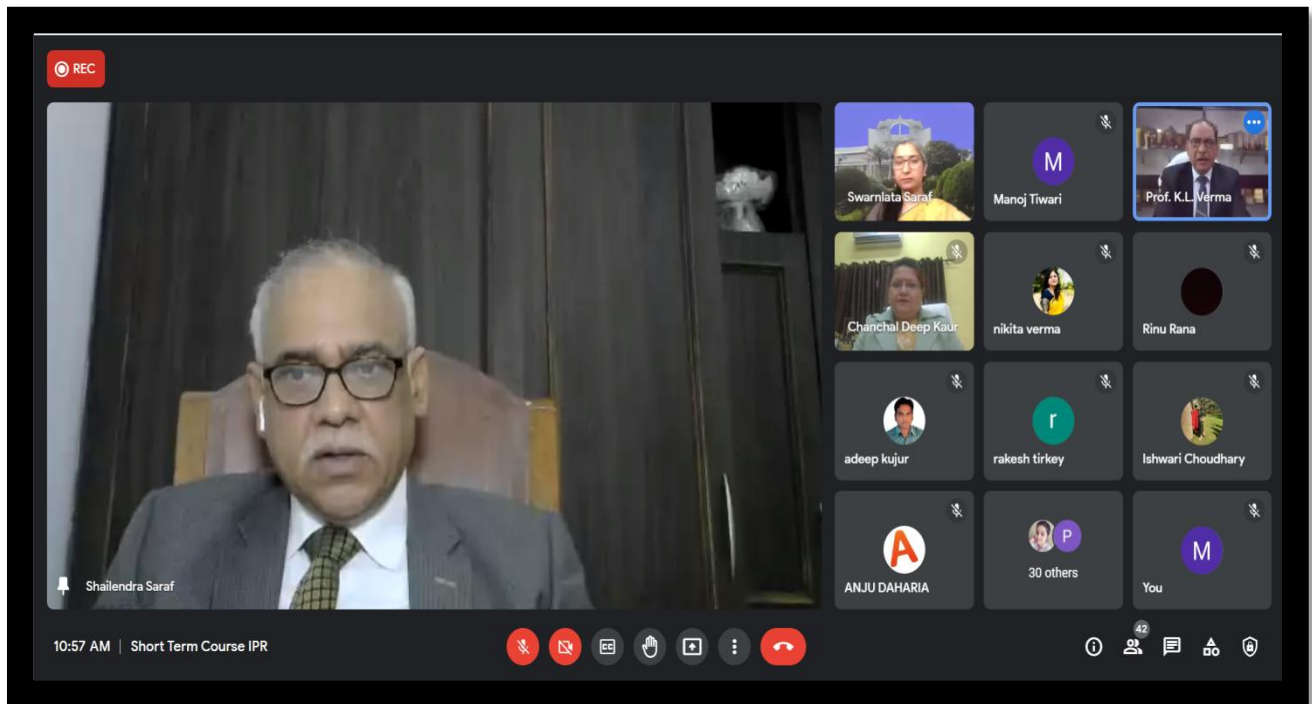 REC
Swarnlata Saraf
M
Manoj Tiwari
Prof. K.L. Verma
Chanchal Deep Kaur
nikita verma
Rinu Rana
adeep kujur
r
rakesh tirkey
Ishwari Choudhary
A
ANJU DAHARIA
P
30 others
M
You
Shailendra Saraf
10:57 AM | Short Term Course IPR
CC
42